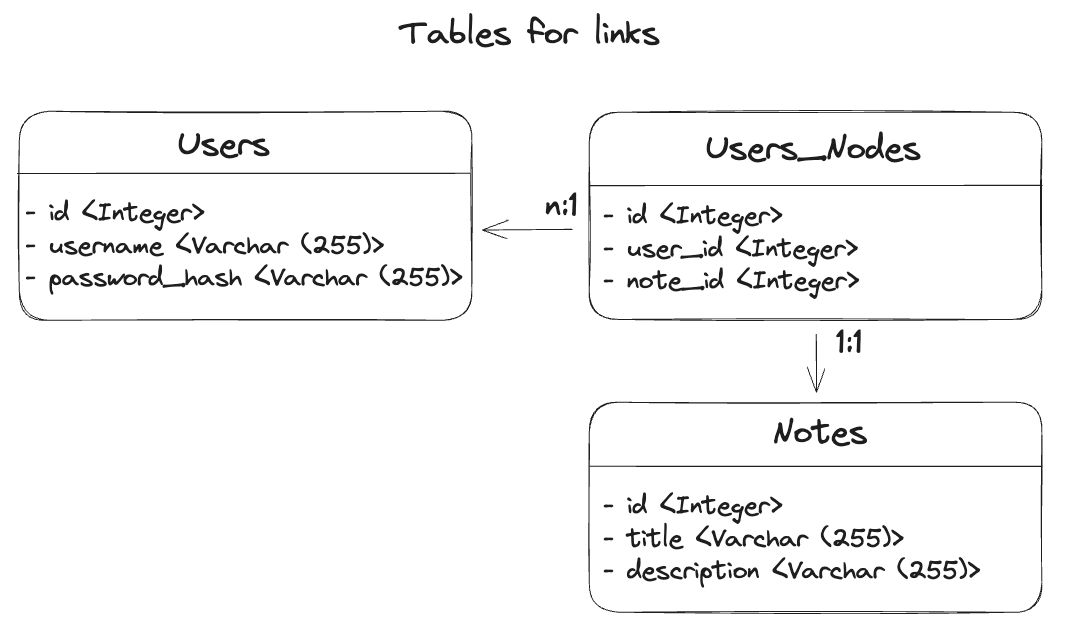 Tables for links
Users
- id <Integer>
- username <Varchar (255)>
- password_hash <Varchar (255)>
n:1
Users_Nodes
- id <Integer>
- user_id <Integer>
- note_id <Integer>
1:1
Notes
- id <Integer>
- title <Varchar (255)>
- description <Varchar (255)>